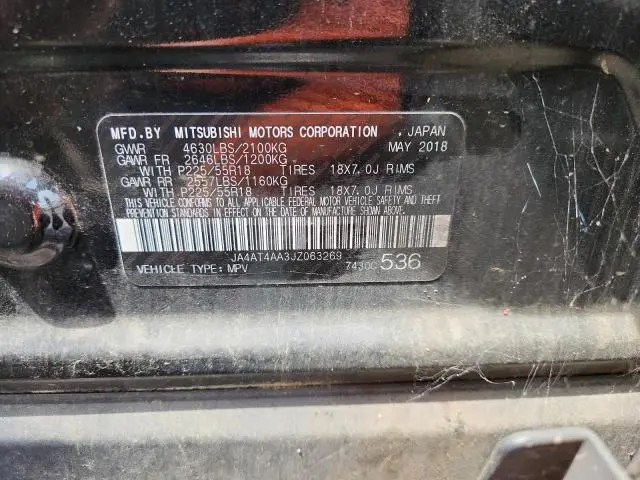 MFD.BY MITSUBISHI MOTORS CORPORATION , JAPAN
GVWR 4630LBS/2100KG MAY 2018
GAWR FR 2646LBS/1200KG
WITH P225/55R18 TIRES 18X7.0J RIMS
GAWR RR 2557LBS/1160KG
WITH P225/55R18 TIRES 18X7.0J RIMS
THIS VEHICLE CONFORMS TO ALL APPLICABLE FEDERAL MOTOR VEHICLE SAFETY AND THEFT
PREVENTION STANDARDS IN EFFECT ON THE DATE OF MANUFACTURE SHOWN ABOVE.
JA4AT4AA3JZ063269
VEHICLE TYPE: MPV 7430C 536